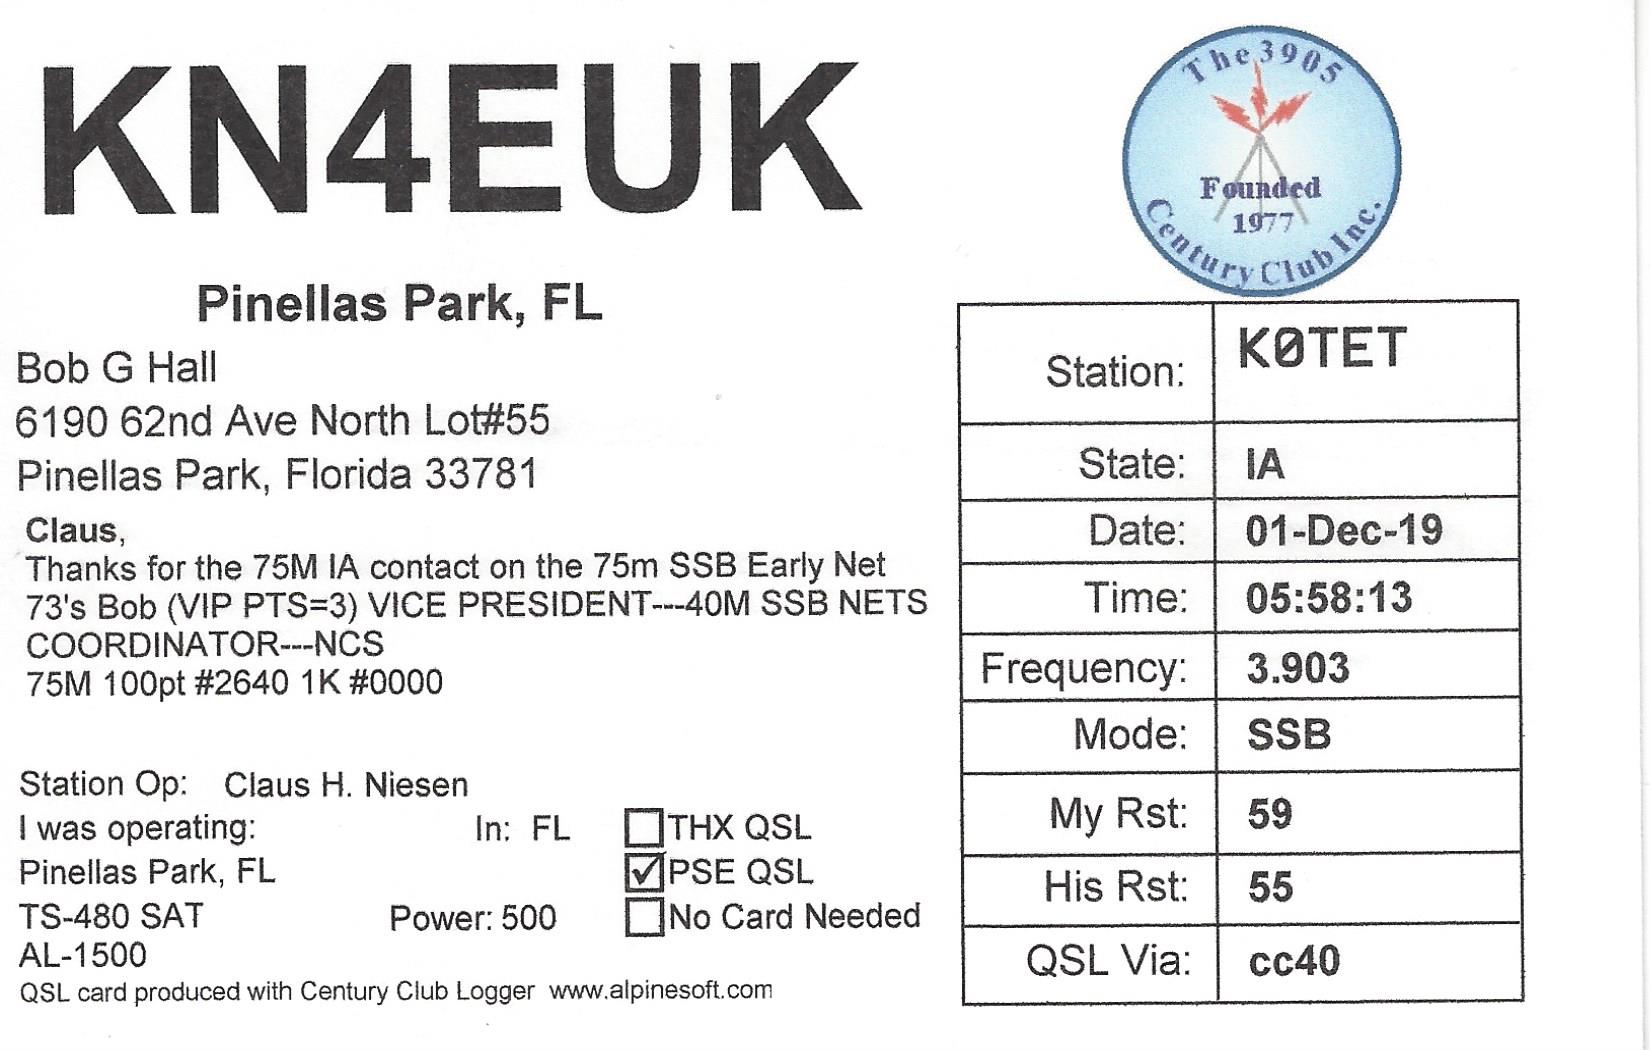 KN4EUK
The 3905
Founded
1977
Century Club Inc.
Pinellas Park, FL
Bob G Hall
6190 62nd Ave North Lot#55
Pinellas Park, Florida 33781
Claus,
Thanks for the 75M IA contact on the 75m SSB Early Net
73's Bob (VIP PTS=3) VICE PRESIDENT---40M SSB NETS
COORDINATOR---NCS
75M 100pt #2640 1K #0000
Station Op: Claus H. Niesen
I was operating: In: FL
Pinellas Park, FL
TS-480 SAT Power: 500
AL-1500
THX QSL
PSE QSL
No Card Needed
QSL card produced with Century Club Logger www.alpinesoft.com
Station: KØTET
State: IA
Date: 01-Dec-19
Time: 05:58:13
Frequency: 3.903
Mode: SSB
My Rst: 59
His Rst: 55
QSL Via: cc40